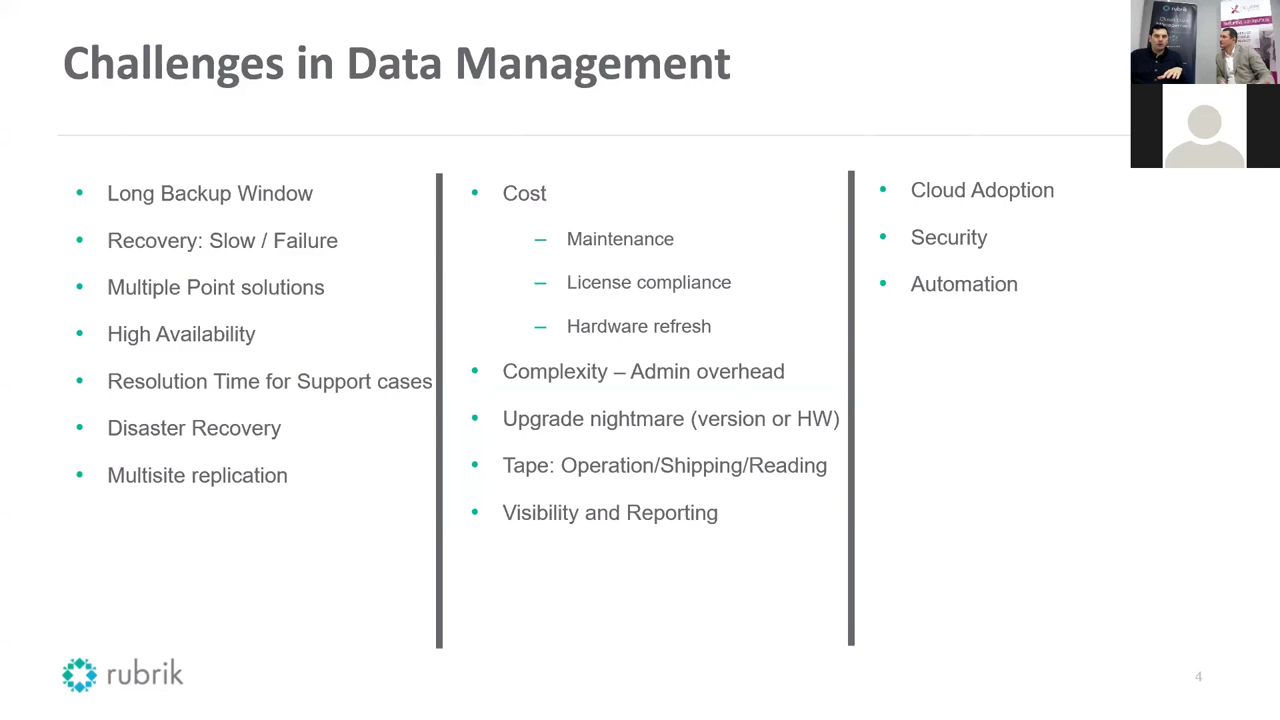 Challenges in Data Management
Long Backup Window
Recovery: Slow / Failure
Multiple Point solutions
High Availability
Resolution Time for Support cases
Disaster Recovery
Multisite replication
Cost
Maintenance
License compliance
Hardware refresh
Complexity – Admin overhead
Upgrade nightmare (version or HW)
Tape: Operation/Shipping/Reading
Visibility and Reporting
Cloud Adoption
Security
Automation
rubrik
4
rubrik